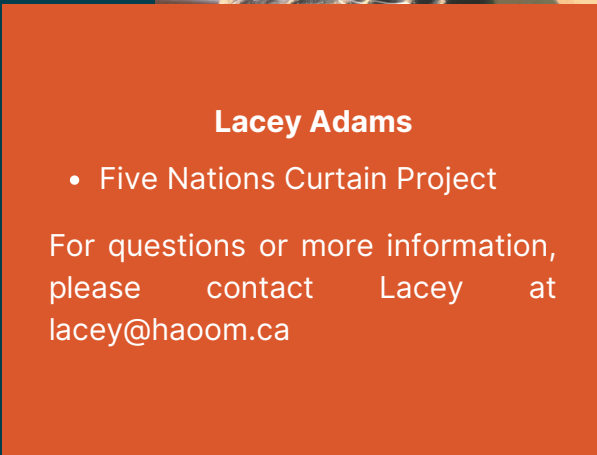 Lacey Adams
• Five Nations Curtain Project
For questions or more information,
please contact Lacey at
lacey@haoom.ca